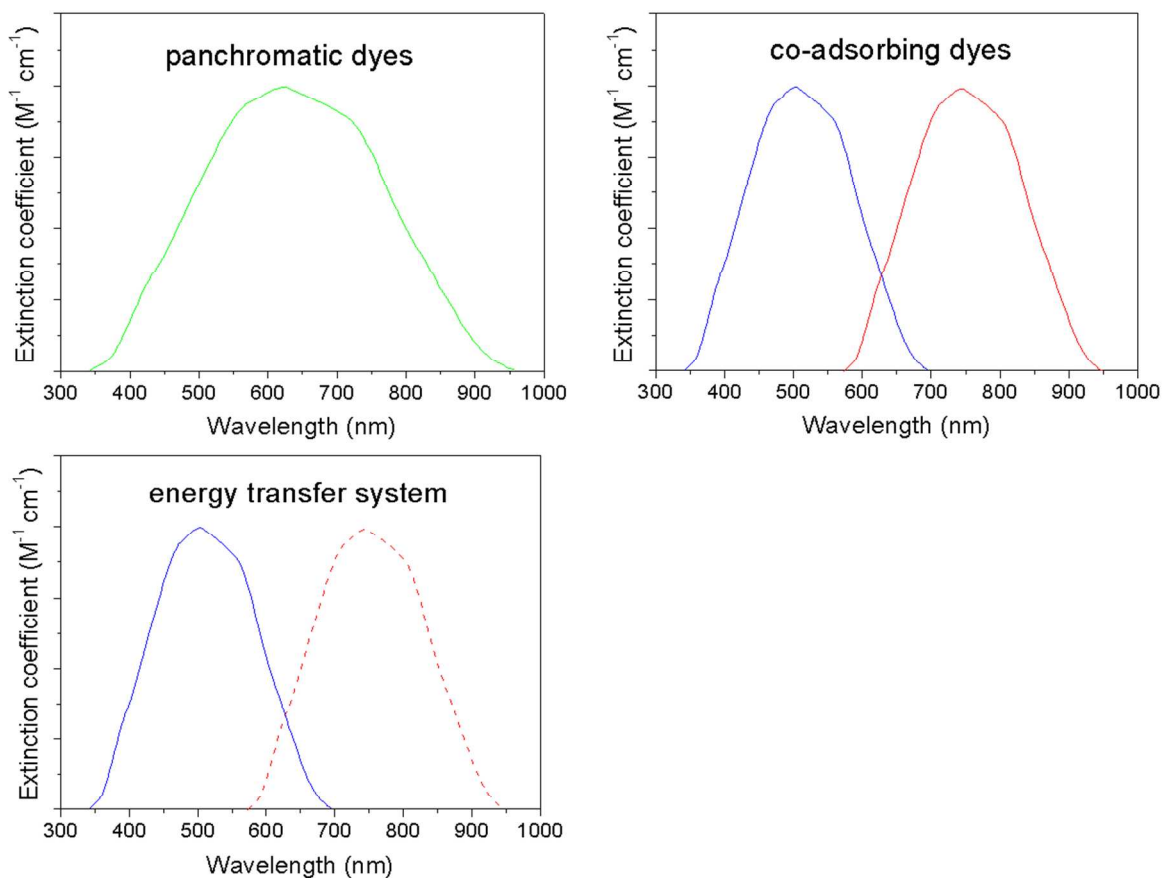 panchromatic dyes
Extinction coefficient (M⁻¹ cm⁻¹)
300 400 500 600 700 800 900 1000
Wavelength (nm)
co-adsorbing dyes
Extinction coefficient (M⁻¹ cm⁻¹)
300 400 500 600 700 800 900 1000
Wavelength (nm)
energy transfer system
Extinction coefficient (M⁻¹ cm⁻¹)
300 400 500 600 700 800 900 1000
Wavelength (nm)